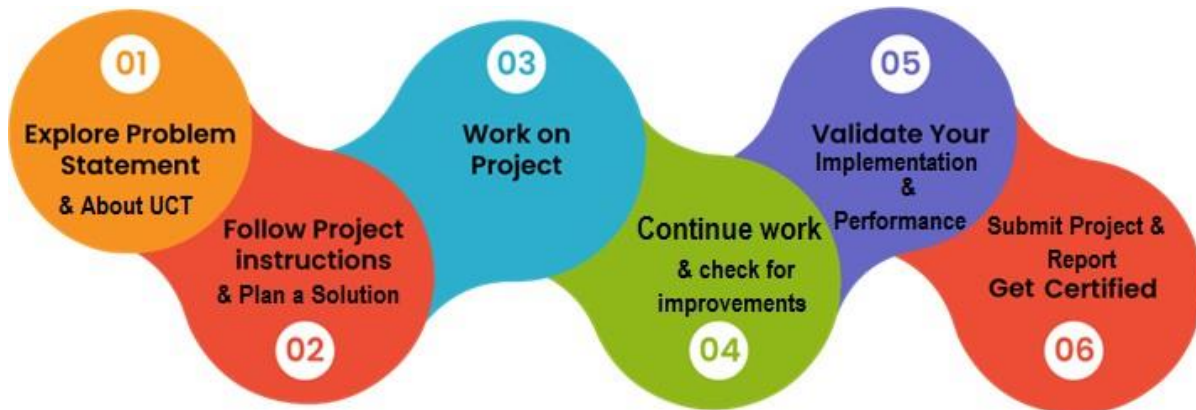 01
Explore Problem
Statement
& About UCT
Follow Project
instructions
& Plan a Solution
02
03
Work on
Project
Continue work
& check for
improvements
04
05
Validate Your
Implementation
&
Performance
Submit Project &
Report
Get Certified
06